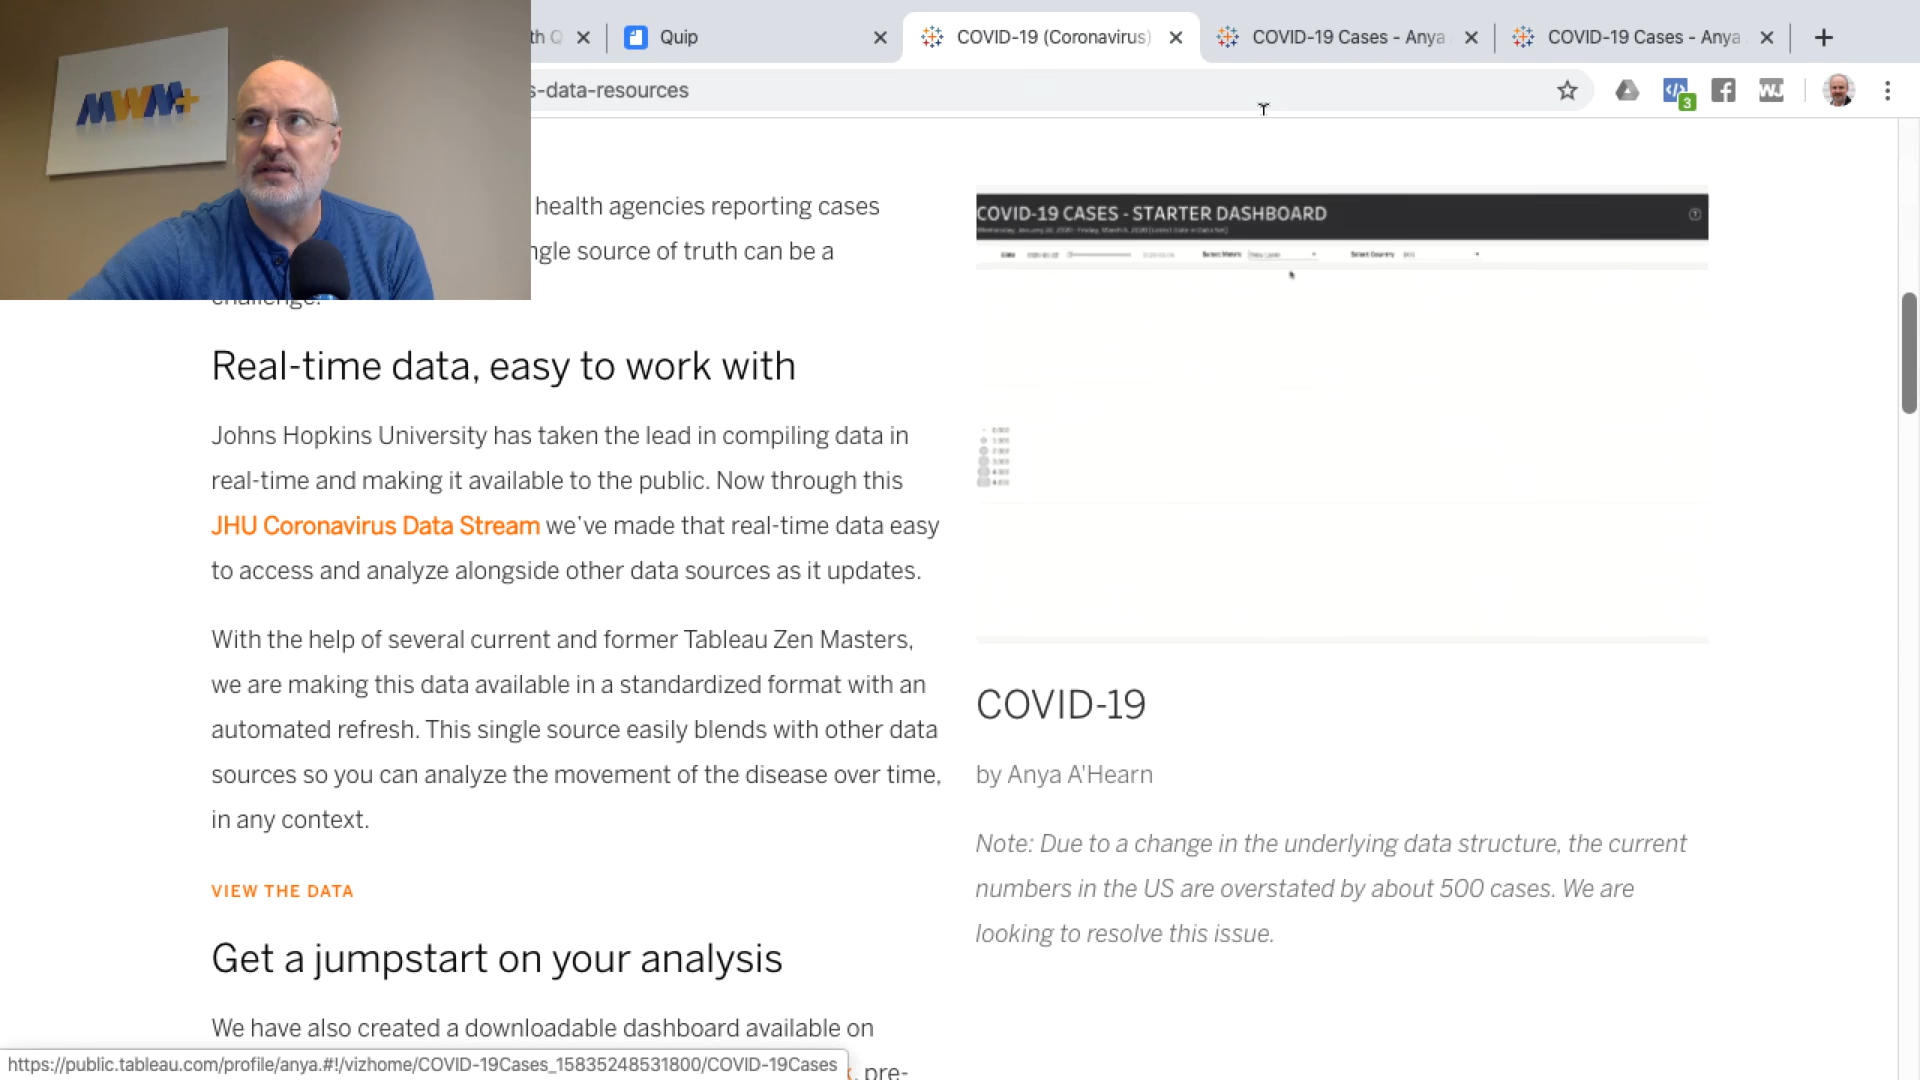 MWM+
th Q
Quip
COVID-19 (Coronavirus)
COVID-19 Cases - Anya
COVID-19 Cases - Anya
s-data-resources
3
health agencies reporting cases
ngle source of truth can be a
challenge.
Real-time data, easy to work with
Johns Hopkins University has taken the lead in compiling data in
real-time and making it available to the public. Now through this
JHU Coronavirus Data Stream we've made that real-time data easy
to access and analyze alongside other data sources as it updates.
With the help of several current and former Tableau Zen Masters,
we are making this data available in a standardized format with an
automated refresh. This single source easily blends with other data
sources so you can analyze the movement of the disease over time,
in any context.
VIEW THE DATA
Get a jumpstart on your analysis
We have also created a downloadable dashboard available on
pre-
COVID-19 CASES - STARTER DASHBOARD
Date
Select Metric
Select Country
COVID-19
by Anya A'Hearn
Note: Due to a change in the underlying data structure, the current
numbers in the US are overstated by about 500 cases. We are
looking to resolve this issue.
https://public.tableau.com/profile/anya.#!/vizhome/COVID-19Cases_15835248531800/COVID-19Cases